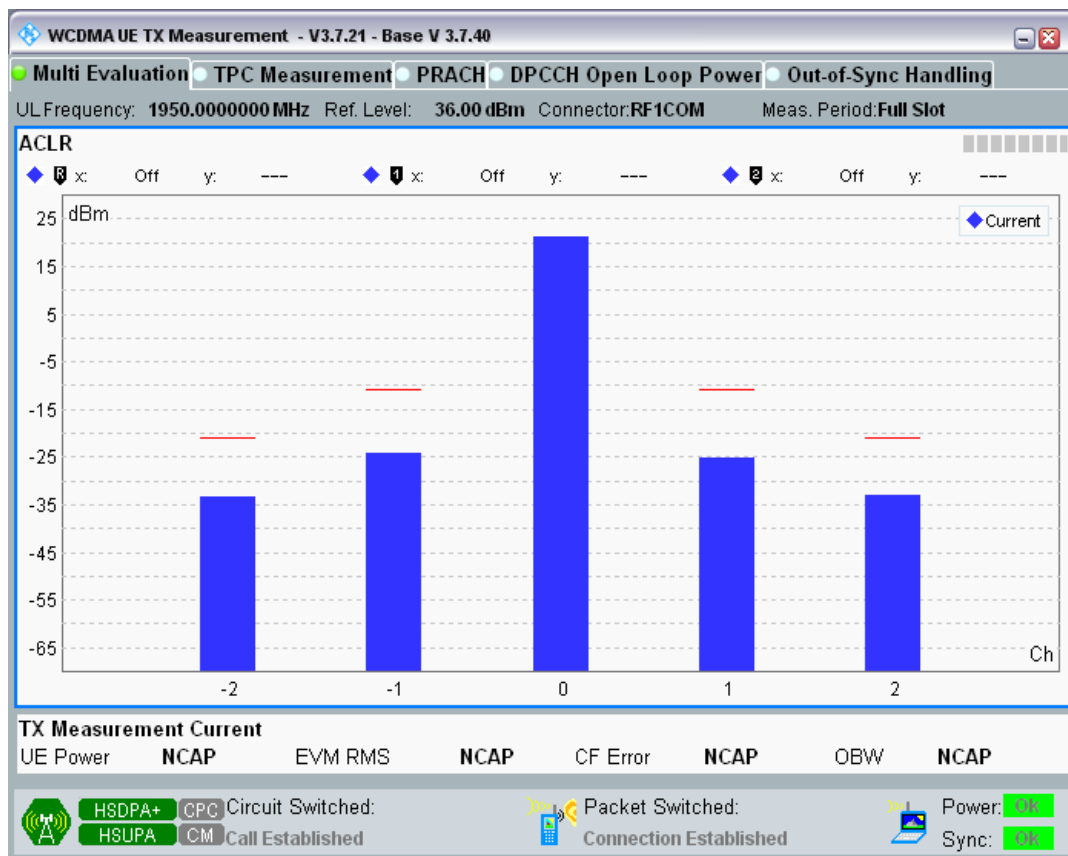 WCDMA UE TX Measurement - V3.7.21 - Base V 3.7.40
Multi Evaluation TPC Measurement PRACH DPCCH Open Loop Power Out-of-Sync Handling
UL Frequency: 1950.0000000 MHz Ref. Level: 36.00 dBm Connector:RF1COM Meas. Period:Full Slot
ACLR
R x: Off y: --- 1 x: Off y: --- 2 x: Off y: ---
dBm
Current
25
15
5
-5
-15
-25
-35
-45
-55
-65
Ch
-2 -1 0 1 2
TX Measurement Current
UE Power NCAP EVM RMS NCAP CF Error NCAP OBW NCAP
HSDPA+ CPC Circuit Switched: Packet Switched: Power: OK
HSUPA CM Call Established Connection Established Sync: OK